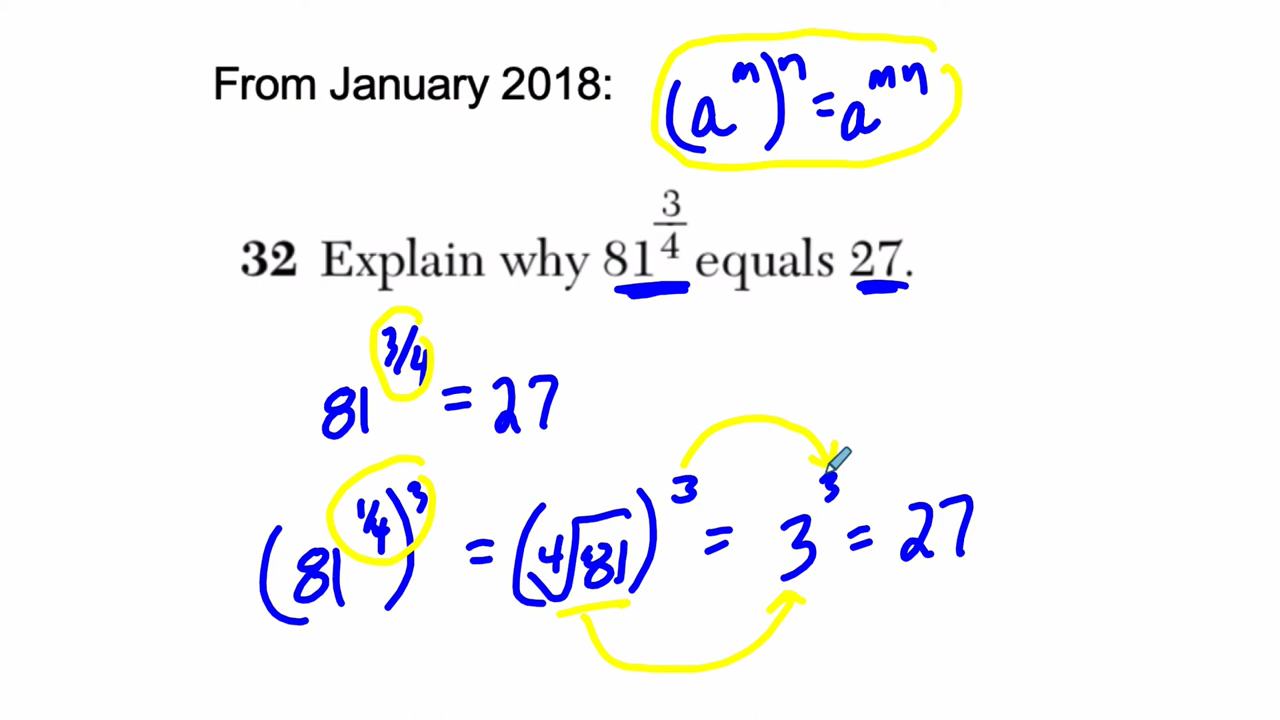 From January 2018:
(a^m)^n = a^mn
32 Explain why 81^(3/4) equals 27.
81^3/4 = 27
(81^1/4)^3 = (∜81)^3 = 3^3 = 27